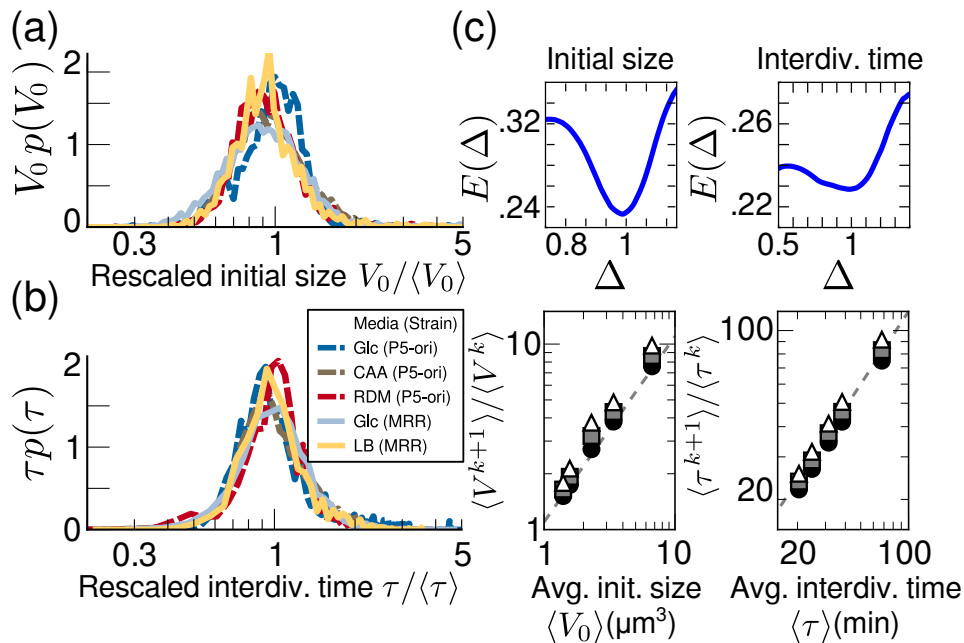 (a)
V₀p(V₀)
2
1
0
0.3 1 5
Rescaled initial size V₀/⟨V₀⟩
(b)
τp(τ)
2
1
0
0.3 1 5
Rescaled interdiv. time τ/⟨τ⟩
Media (Strain)
Glc (P5-ori)
CAA (P5-ori)
RDM (P5-ori)
Glc (MRR)
LB (MRR)
(c)
Initial size
E(Δ)
.32
.24
0.8 1
Δ
Interdiv. time
E(Δ)
.26
.22
0.5 1
Δ
⟨V^{k+1}⟩/⟨V^k⟩
10
1
1 10
Avg. init. size
⟨V₀⟩(µm³)
⟨τ^{k+1}⟩/⟨τ^k⟩
100
20
20 100
Avg. interdiv. time
⟨τ⟩(min)